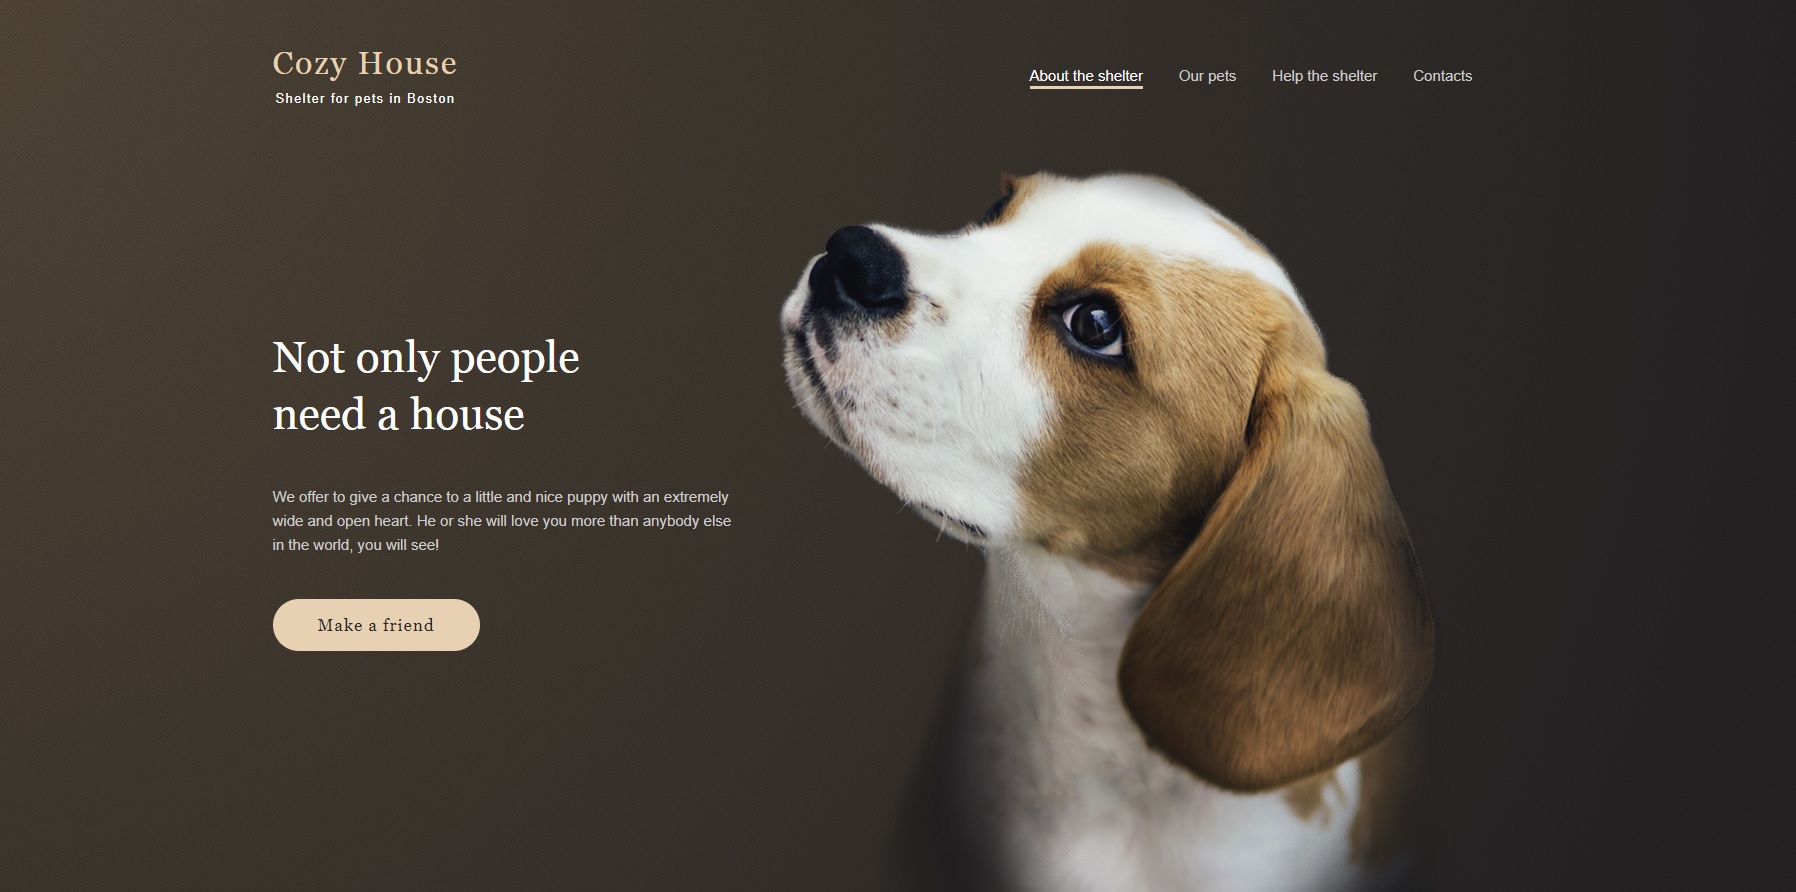 Cozy House
Shelter for pets in Boston
About the shelter
Our pets
Help the shelter
Contacts
Not only people
need a house
We offer to give a chance to a little and nice puppy with an extremely
wide and open heart. He or she will love you more than anybody else
in the world, you will see!
Make a friend